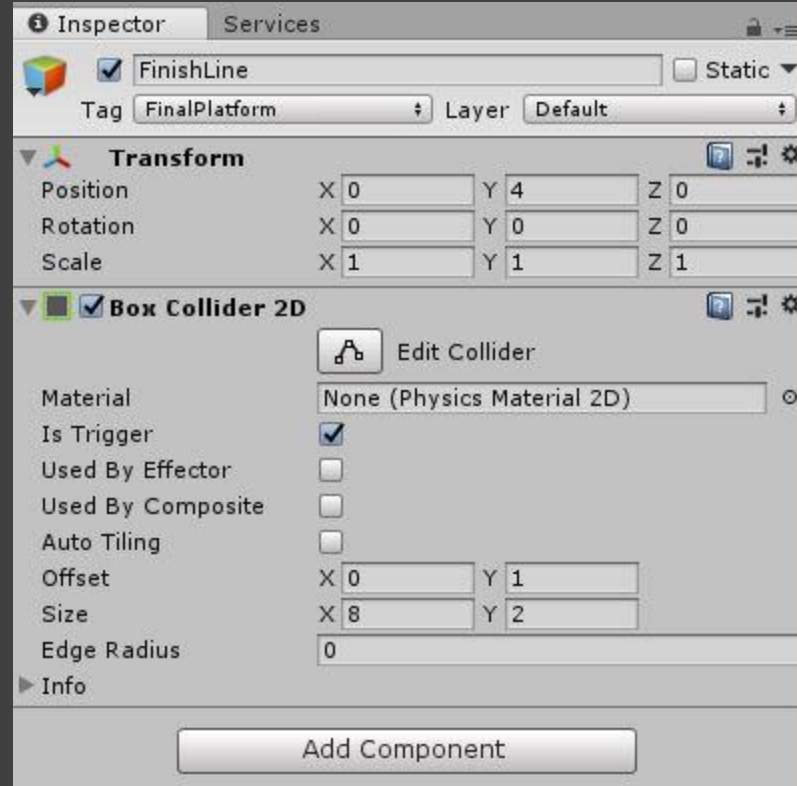 Inspector Services
FinishLine Static
Tag FinalPlatform Layer Default
Transform
Position X 0 Y 4 Z 0
Rotation X 0 Y 0 Z 0
Scale X 1 Y 1 Z 1
Box Collider 2D
Edit Collider
Material None (Physics Material 2D)
Is Trigger
Used By Effector
Used By Composite
Auto Tiling
Offset X 0 Y 1
Size X 8 Y 2
Edge Radius 0
Info
Add Component